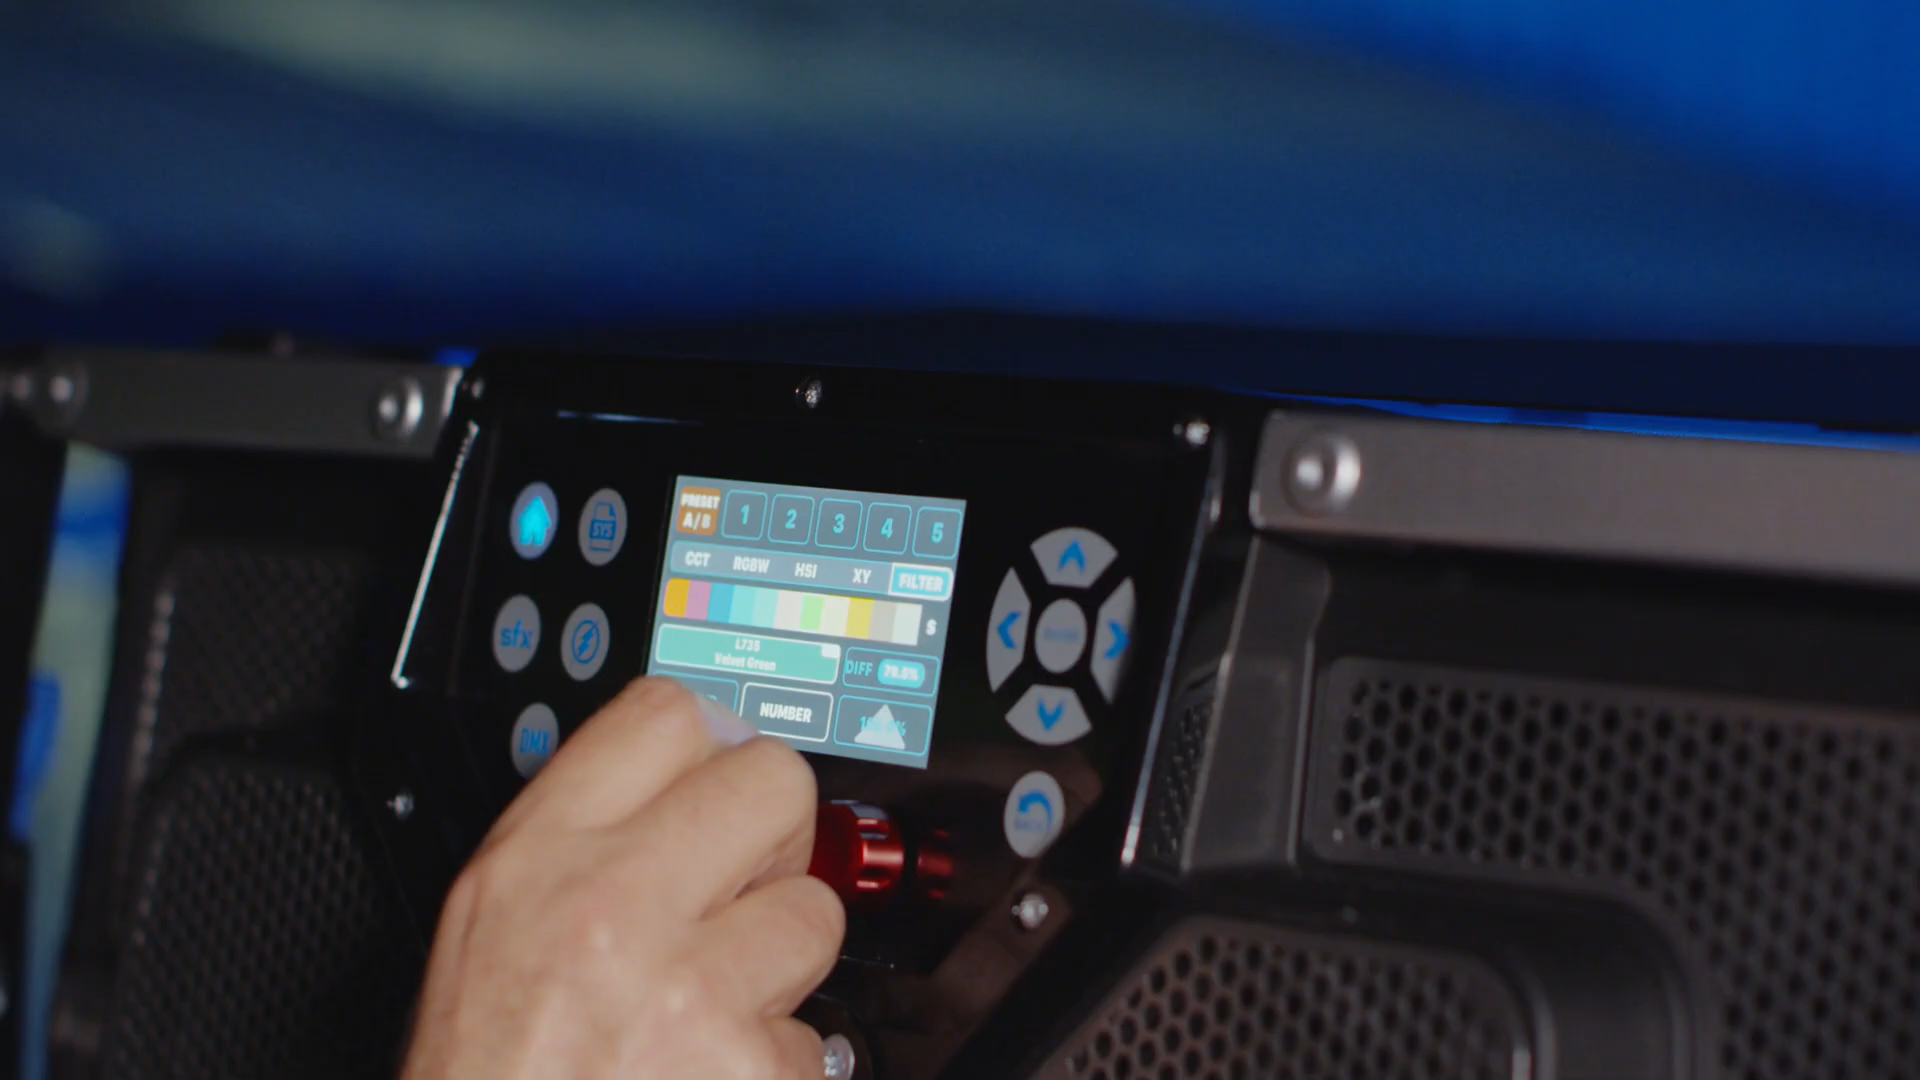 PRESET
A/B
1
2
3
4
5
CCT
RGBW
HSI
XY
FILTER
S
L735
Velvet Green
DIFF
NUMBER
SYS
sfx
DMX